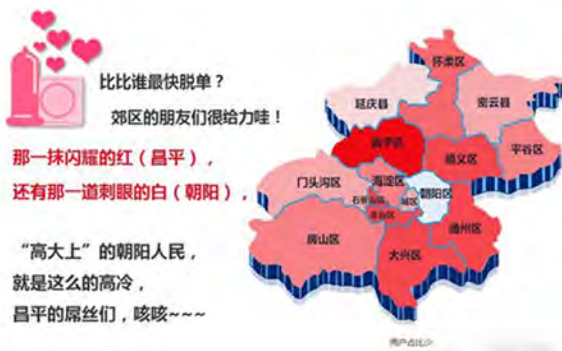 比比谁最快脱单？
郊区的朋友们很给力哇！
那一抹闪耀的红（昌平），
还有那一道刺眼的白（朝阳），
“高大上”的朝阳人民，
就是这么的高冷，
昌平的屌丝们，咳咳~~~
怀柔区
延庆县
密云县
昌平区
顺义区
平谷区
门头沟区
海淀区
朝阳区
石景山区
城区
丰台区
通州区
房山区
大兴区
用户占比少